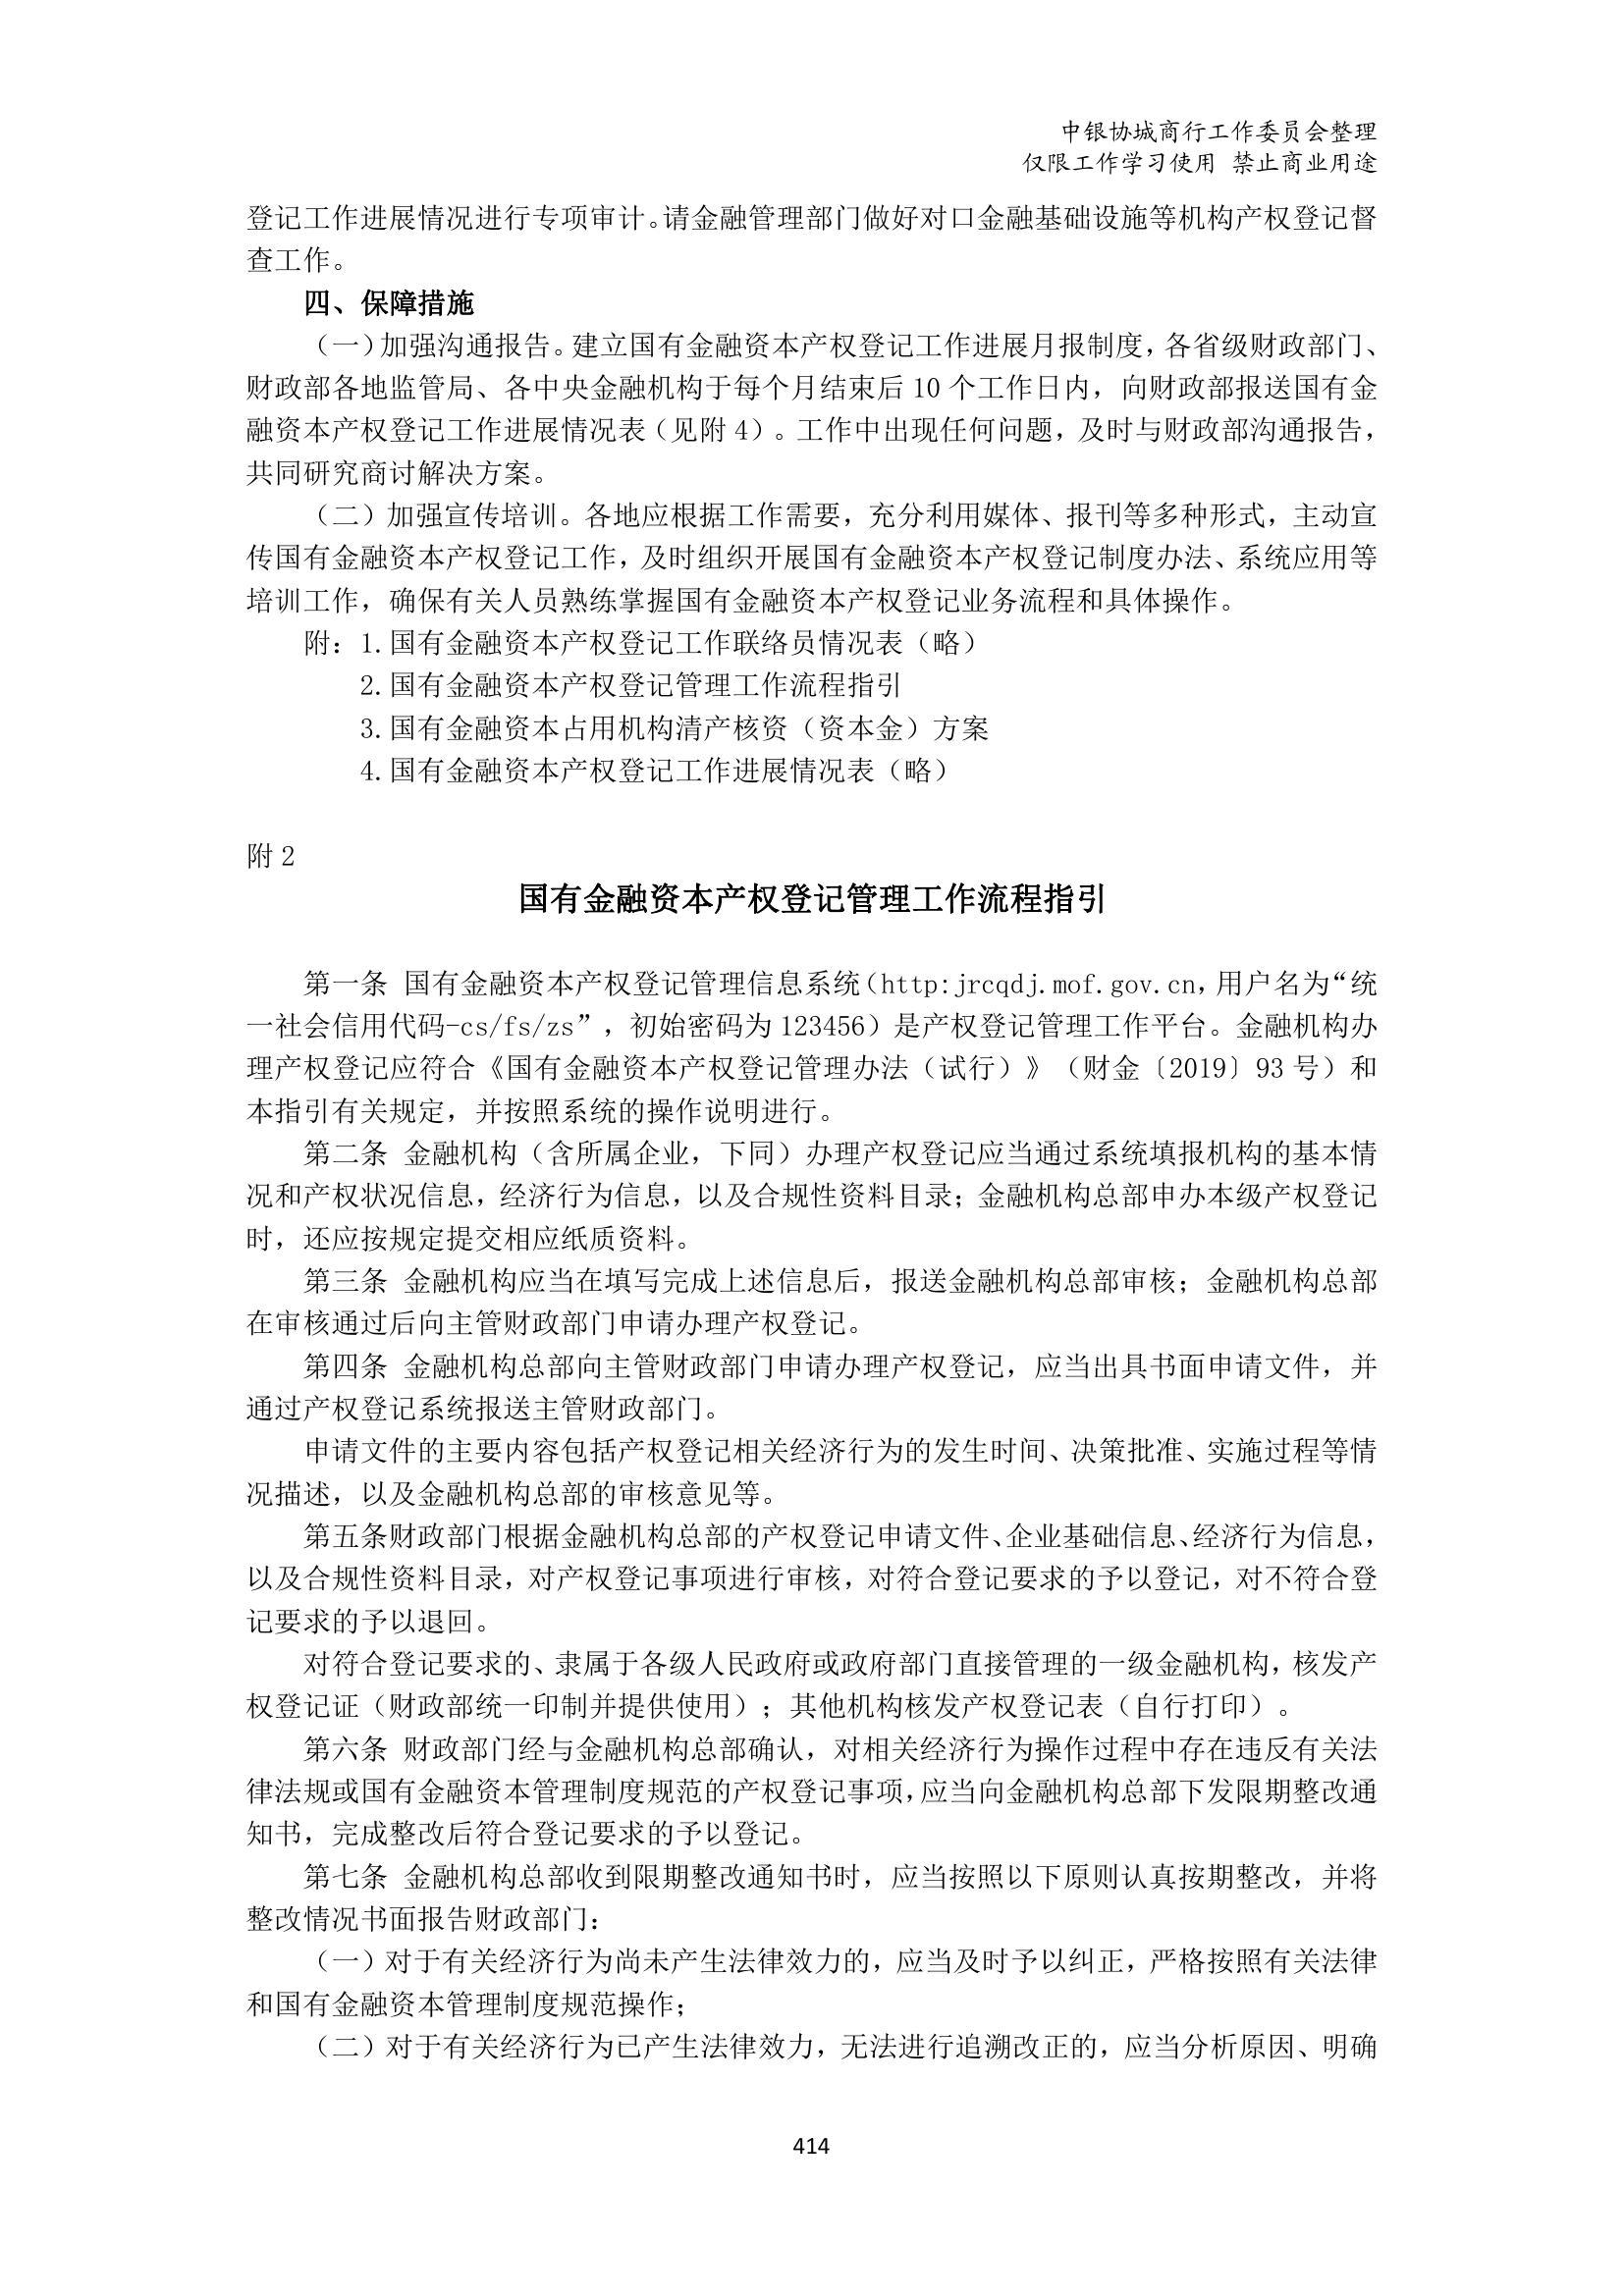 中银协城商行工作委员会整理
仅限工作学习使用 禁止商业用途
登记工作进展情况进行专项审计。请金融管理部门做好对口金融基础设施等机构产权登记督
查工作。
四、保障措施
（一）加强沟通报告。建立国有金融资本产权登记工作进展月报制度，各省级财政部门、
财政部各地监管局、各中央金融机构于每个月结束后 10 个工作日内，向财政部报送国有金
融资本产权登记工作进展情况表（见附 4）。工作中出现任何问题，及时与财政部沟通报告，
共同研究商讨解决方案。
（二）加强宣传培训。各地应根据工作需要，充分利用媒体、报刊等多种形式，主动宣
传国有金融资本产权登记工作，及时组织开展国有金融资本产权登记制度办法、系统应用等
培训工作，确保有关人员熟练掌握国有金融资本产权登记业务流程和具体操作。
附：1.国有金融资本产权登记工作联络员情况表（略）
2.国有金融资本产权登记管理工作流程指引
3.国有金融资本占用机构清产核资（资本金）方案
4.国有金融资本产权登记工作进展情况表（略）
附 2
国有金融资本产权登记管理工作流程指引
第一条 国有金融资本产权登记管理信息系统（http:jrcqdj.mof.gov.cn，用户名为“统
一社会信用代码-cs/fs/zs”，初始密码为 123456）是产权登记管理工作平台。金融机构办
理产权登记应符合《国有金融资本产权登记管理办法（试行）》（财金〔2019〕93 号）和
本指引有关规定，并按照系统的操作说明进行。
第二条 金融机构（含所属企业，下同）办理产权登记应当通过系统填报机构的基本情
况和产权状况信息，经济行为信息，以及合规性资料目录；金融机构总部申办本级产权登记
时，还应按规定提交相应纸质资料。
第三条 金融机构应当在填写完成上述信息后，报送金融机构总部审核；金融机构总部
在审核通过后向主管财政部门申请办理产权登记。
第四条 金融机构总部向主管财政部门申请办理产权登记，应当出具书面申请文件，并
通过产权登记系统报送主管财政部门。
申请文件的主要内容包括产权登记相关经济行为的发生时间、决策批准、实施过程等情
况描述，以及金融机构总部的审核意见等。
第五条财政部门根据金融机构总部的产权登记申请文件、企业基础信息、经济行为信息，
以及合规性资料目录，对产权登记事项进行审核，对符合登记要求的予以登记，对不符合登
记要求的予以退回。
对符合登记要求的、隶属于各级人民政府或政府部门直接管理的一级金融机构，核发产
权登记证（财政部统一印制并提供使用）；其他机构核发产权登记表（自行打印）。
第六条 财政部门经与金融机构总部确认，对相关经济行为操作过程中存在违反有关法
律法规或国有金融资本管理制度规范的产权登记事项，应当向金融机构总部下发限期整改通
知书，完成整改后符合登记要求的予以登记。
第七条 金融机构总部收到限期整改通知书时，应当按照以下原则认真按期整改，并将
整改情况书面报告财政部门：
（一）对于有关经济行为尚未产生法律效力的，应当及时予以纠正，严格按照有关法律
和国有金融资本管理制度规范操作；
（二）对于有关经济行为已产生法律效力，无法进行追溯改正的，应当分析原因、明确
414